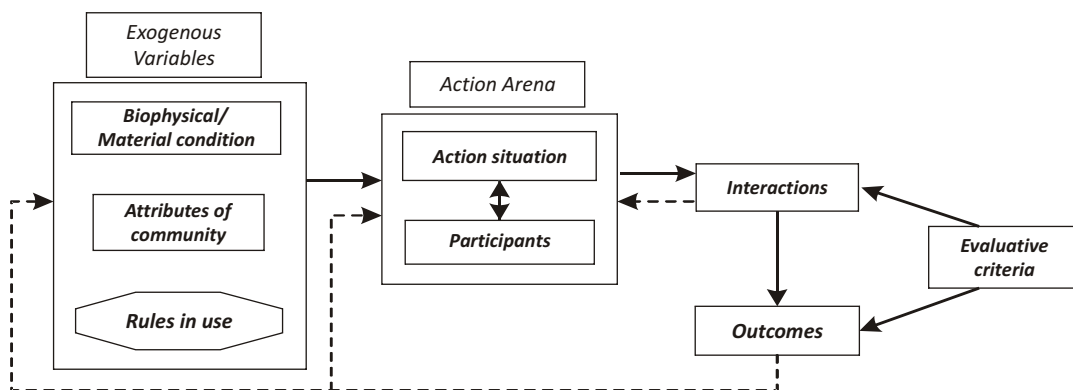 Exogenous
Variables
Biophysical/
Material condition
Attributes of
community
Rules in use
Action Arena
Action situation
Participants
Interactions
Outcomes
Evaluative
criteria